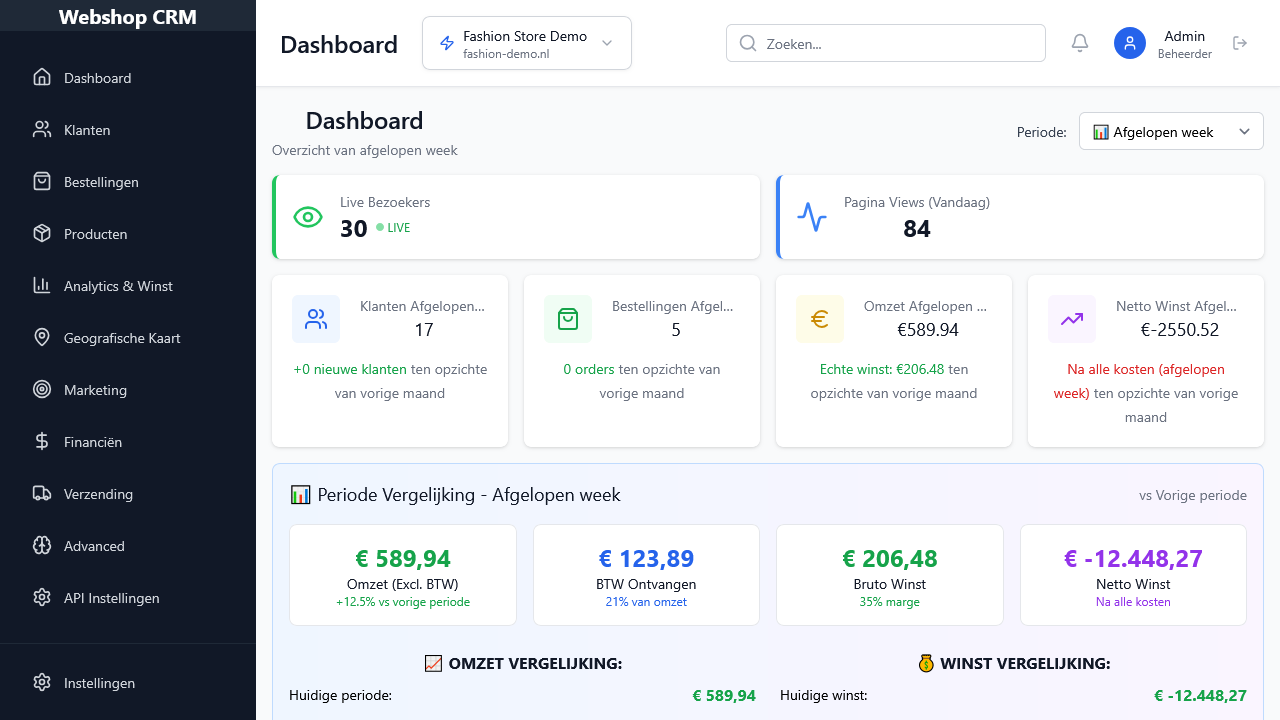 Webshop CRM
Dashboard
Klanten
Bestellingen
Producten
Analytics & Winst
Geografische Kaart
Marketing
Financiën
Verzending
Advanced
API Instellingen
Instellingen
Dashboard
Fashion Store Demo
fashion-demo.nl
Zoeken...
Admin
Beheerder
Dashboard
Overzicht van afgelopen week
Periode:
📊 Afgelopen week
Live Bezoekers
30 LIVE
Pagina Views (Vandaag)
84
Klanten Afgelopen...
17
+0 nieuwe klanten ten opzichte
van vorige maand
Bestellingen Afgel...
5
0 orders ten opzichte van
vorige maand
Omzet Afgelopen ...
€589.94
Echte winst: €206.48 ten
opzichte van vorige maand
Netto Winst Afgel...
€-2550.52
Na alle kosten (afgelopen
week) ten opzichte van vorige
maand
📊 Periode Vergelijking - Afgelopen week
vs Vorige periode
€ 589,94
Omzet (Excl. BTW)
+12.5% vs vorige periode
€ 123,89
BTW Ontvangen
21% van omzet
€ 206,48
Bruto Winst
35% marge
€ -12.448,27
Netto Winst
Na alle kosten
📈 OMZET VERGELIJKING:
Huidige periode: € 589,94
💰 WINST VERGELIJKING:
Huidige winst: € -12.448,27